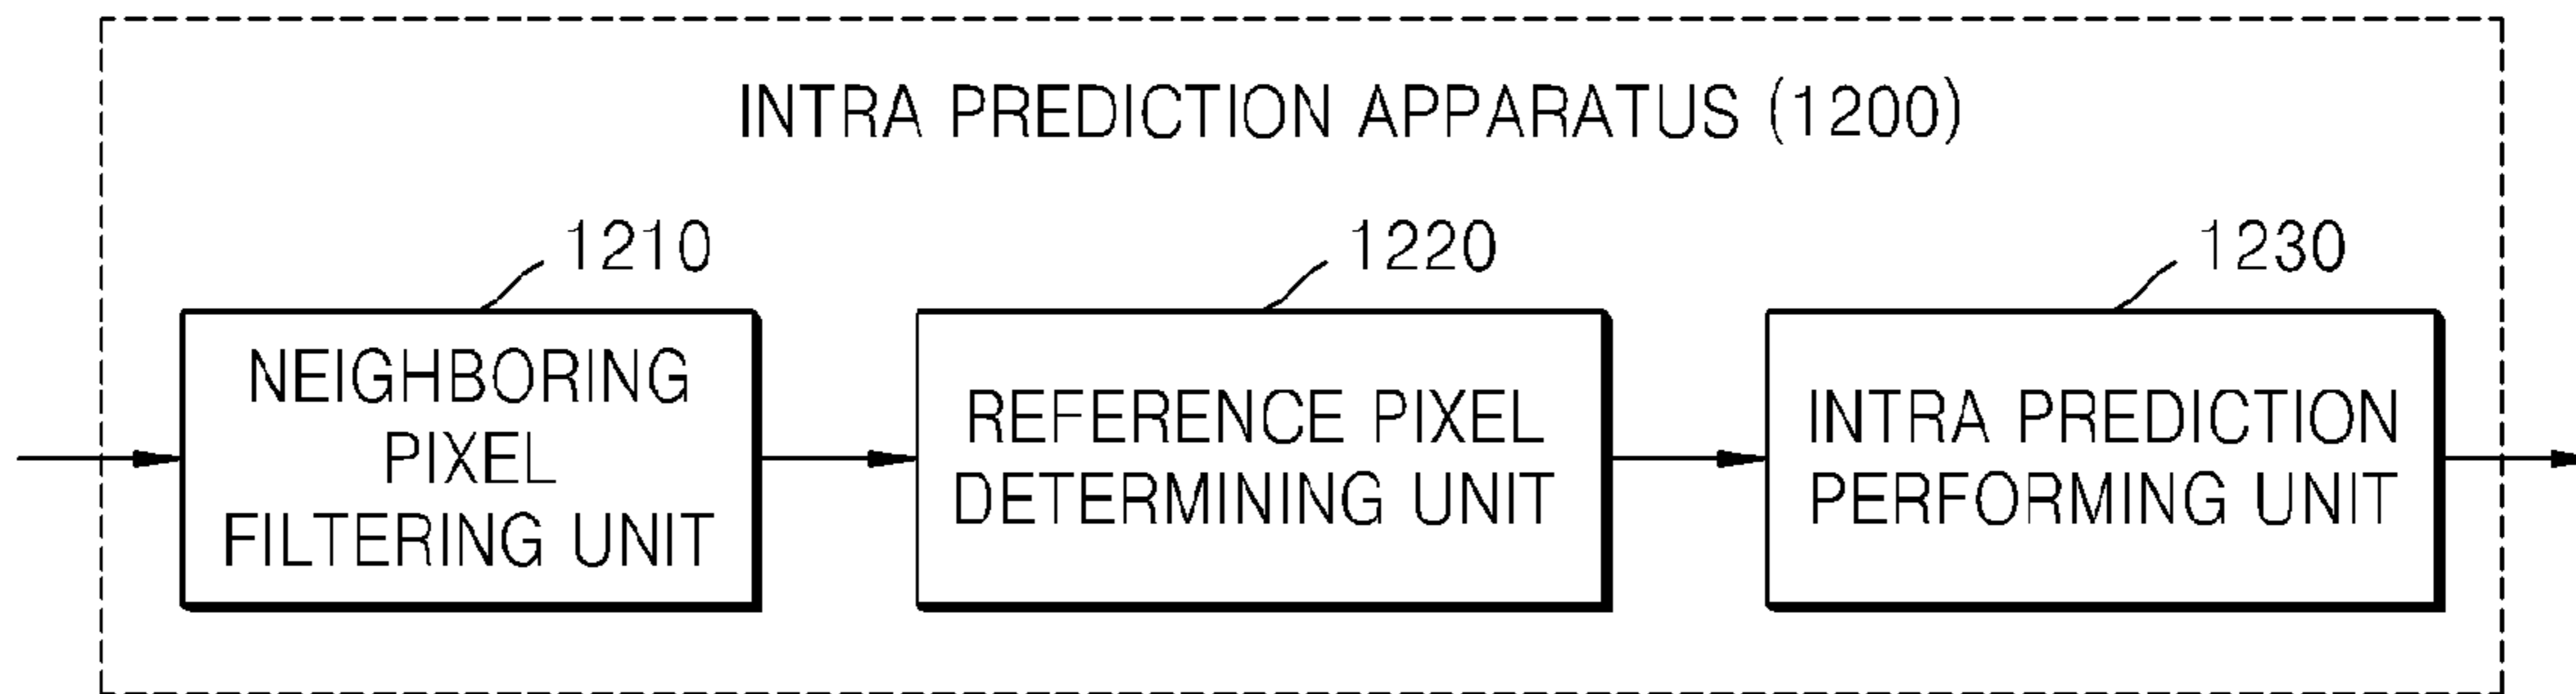 INTRA PREDICTION APPARATUS (1200)
1210
NEIGHBORING
PIXEL
FILTERING UNIT
1220
REFERENCE PIXEL
DETERMINING UNIT
1230
INTRA PREDICTION
PERFORMING UNIT